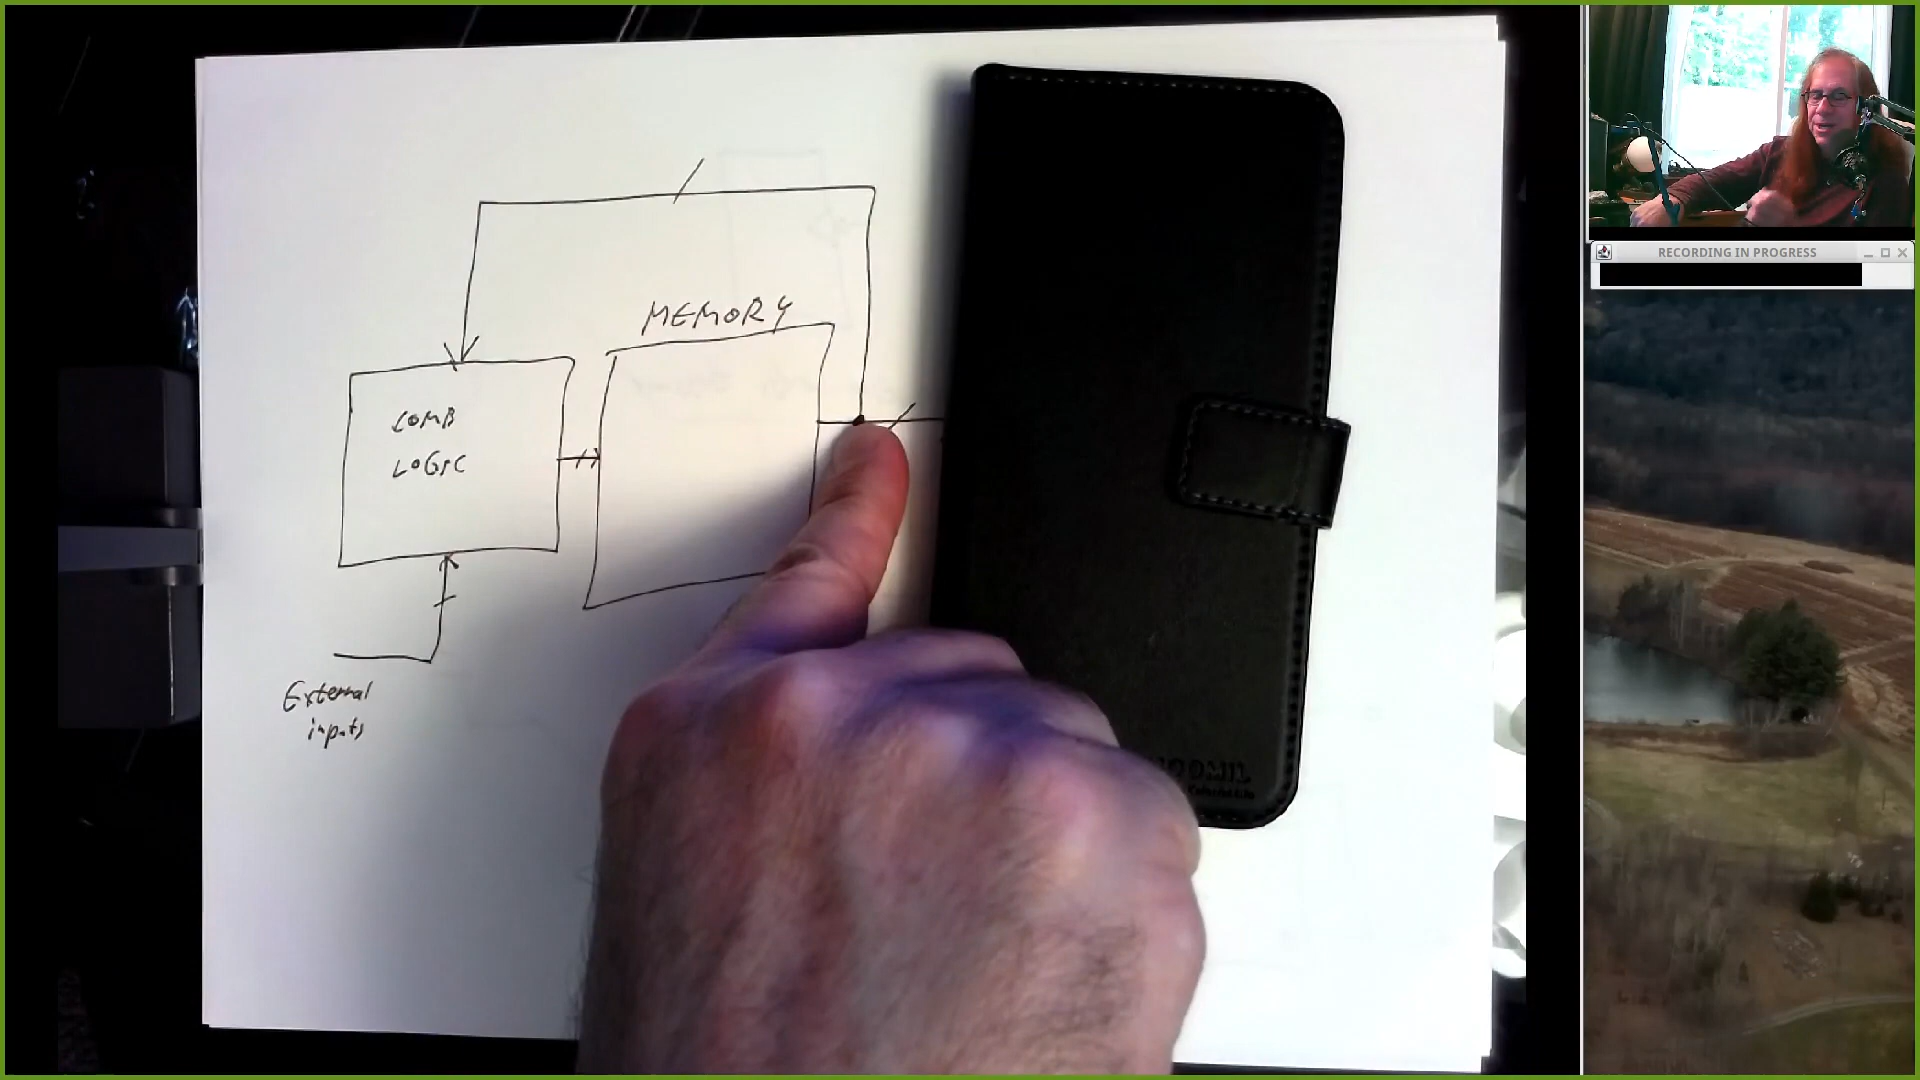 RECORDING IN PROGRESS
MEMORY
COMB
LOGIC
External
inputs